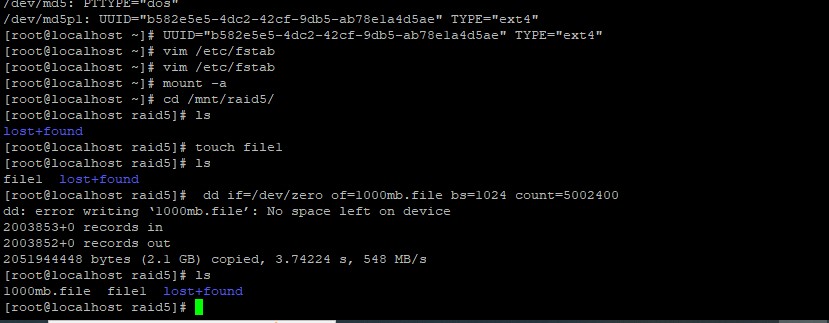 /dev/md5: PTTYPE="dos"
/dev/md5p1: UUID="b582e5e5-4dc2-42cf-9db5-ab78e1a4d5ae" TYPE="ext4"
[root@localhost ~]# UUID="b582e5e5-4dc2-42cf-9db5-ab78e1a4d5ae" TYPE="ext4"
[root@localhost ~]# vim /etc/fstab
[root@localhost ~]# vim /etc/fstab
[root@localhost ~]# mount -a
[root@localhost ~]# cd /mnt/raid5/
[root@localhost raid5]# ls
lost+found
[root@localhost raid5]# touch file1
[root@localhost raid5]# ls
file1  lost+found
[root@localhost raid5]#  dd if=/dev/zero of=1000mb.file bs=1024 count=5002400
dd: error writing ‘1000mb.file’: No space left on device
2003853+0 records in
2003852+0 records out
2051944448 bytes (2.1 GB) copied, 3.74224 s, 548 MB/s
[root@localhost raid5]# ls
1000mb.file  file1  lost+found
[root@localhost raid5]#